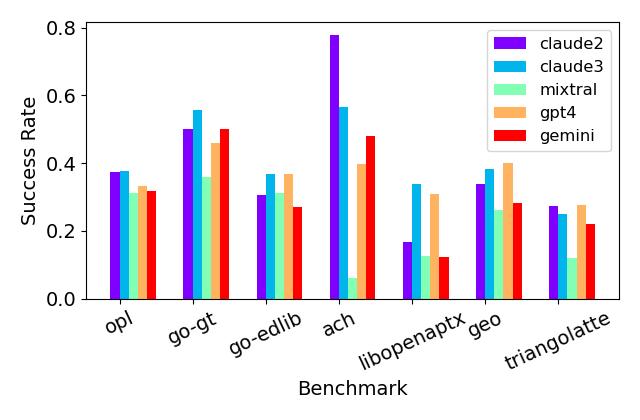 0.8
0.6
0.4
0.2
0.0
Success Rate
claude2
claude3
mixtral
gpt4
gemini
opl
go-gt
go-edlib
ach
libopenaptx
geo
triangolatte
Benchmark